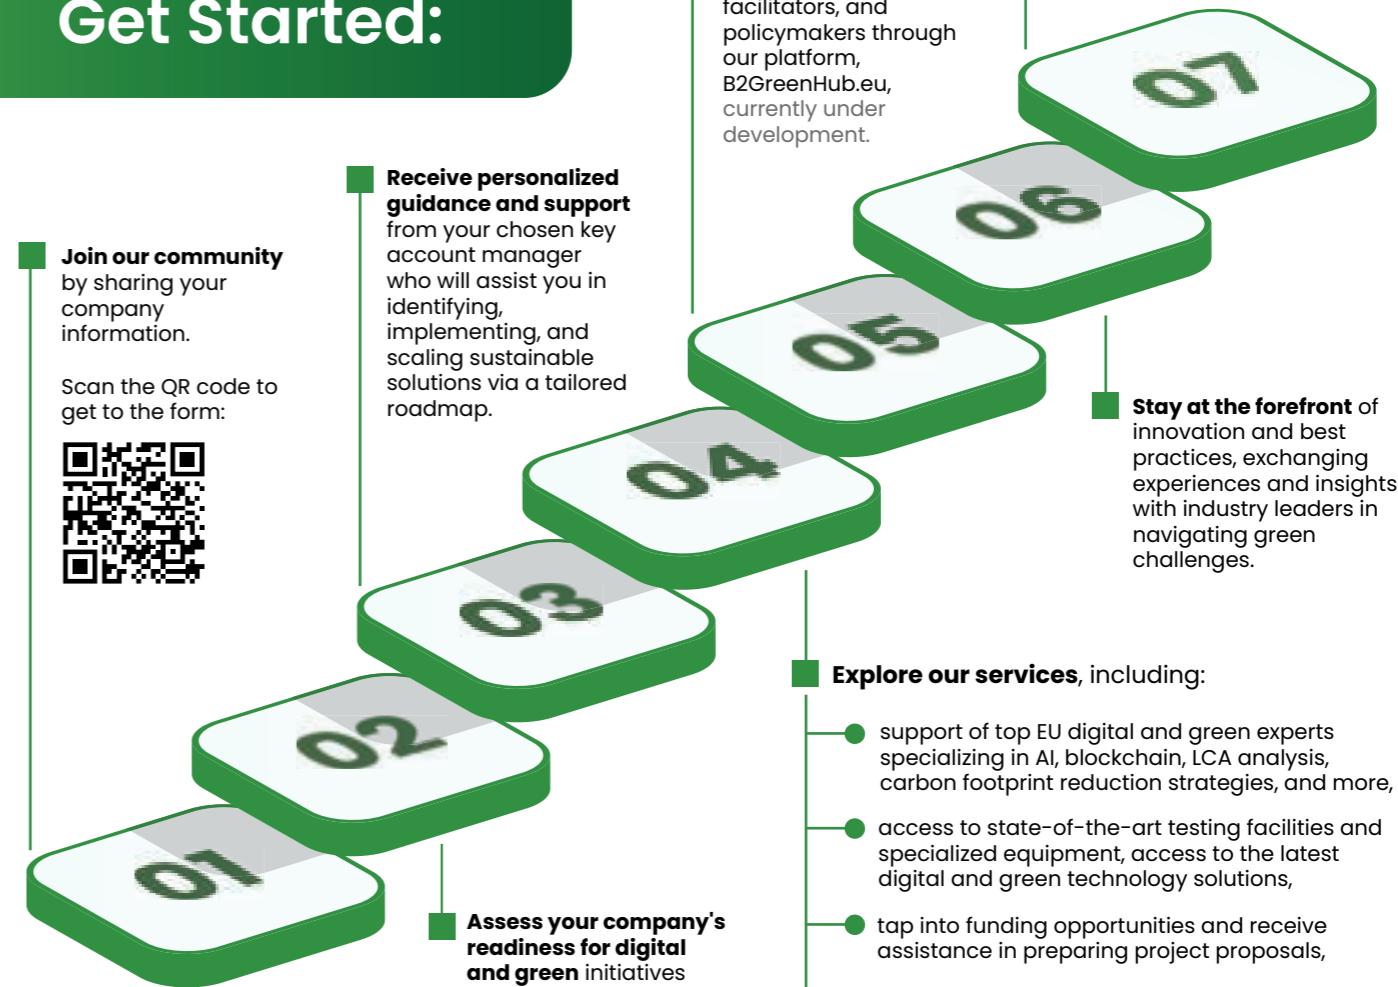 Get Started:
facilitators, and
policymakers through
our platform,
B2GreenHub.eu,
currently under
development.
07
06
05
04
03
02
01
Join our community
by sharing your
company
information.
Scan the QR code to
get to the form:
Assess your company's
readiness for digital
and green initiatives
Receive personalized
guidance and support
from your chosen key
account manager
who will assist you in
identifying,
implementing, and
scaling sustainable
solutions via a tailored
roadmap.
Explore our services, including:
support of top EU digital and green experts
specializing in AI, blockchain, LCA analysis,
carbon footprint reduction strategies, and more,
access to state-of-the-art testing facilities and
specialized equipment, access to the latest
digital and green technology solutions,
tap into funding opportunities and receive
assistance in preparing project proposals,
Stay at the forefront of
innovation and best
practices, exchanging
experiences and insights
with industry leaders in
navigating green
challenges.